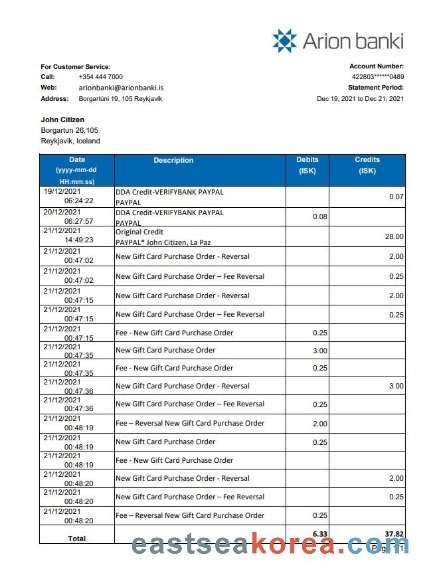 Arion banki
For Customer Service:
Account Number:
Call: +354 444 7000
422803******0489
Web: arionbanki@arionbanki.is
Statement Period:
Address: Borgartúni 19, 105 Reykjavik
Dec 19, 2021 to Dec 21, 2021
John Citizen
Borgartun 26,105
Reykjavik, Iceland
Date Description Debits Credits
(yyyy-mm-dd (ISK) (ISK)
HH:mm:ss)
19/12/2021 DDA Credit-VERIFYBANK PAYPAL 0.07
06:24:22 PAYPAL
20/12/2021 DDA Credit-VERIFYBANK PAYPAL 0.08
06:27:57 PAYPAL
21/12/2021 Original Credit 28.00
14:49:23 PAYPAL* John Citizen, La Paz
21/12/2021 New Gift Card Purchase Order - Reversal 2.00
00:47:02
21/12/2021 New Gift Card Purchase Order – Fee Reversal 0.25
00:47:02
21/12/2021 New Gift Card Purchase Order - Reversal 2.00
00:47:15
21/12/2021 New Gift Card Purchase Order – Fee Reversal 0.25
00:47:15
21/12/2021 Fee - New Gift Card Purchase Order 0.25
00:47:15
21/12/2021 New Gift Card Purchase Order 3.00
00:47:35
21/12/2021 Fee - New Gift Card Purchase Order 0.25
00:47:35
21/12/2021 New Gift Card Purchase Order - Reversal 3.00
00:47:36
21/12/2021 New Gift Card Purchase Order – Fee Reversal 0.25
00:47:36
21/12/2021 Fee – Reversal New Gift Card Purchase Order 2.00
00:48:19
21/12/2021 New Gift Card Purchase Order 0.25
00:48:19
21/12/2021 Fee - New Gift Card Purchase Order
00:48:19
21/12/2021 New Gift Card Purchase Order - Reversal 2.00
00:48:20
21/12/2021 New Gift Card Purchase Order – Fee Reversal 0.25
00:48:20
21/12/2021 Fee – Reversal New Gift Card Purchase Order 0.25
00:48:20
Total 6.33 37.82
eastseakorea.com